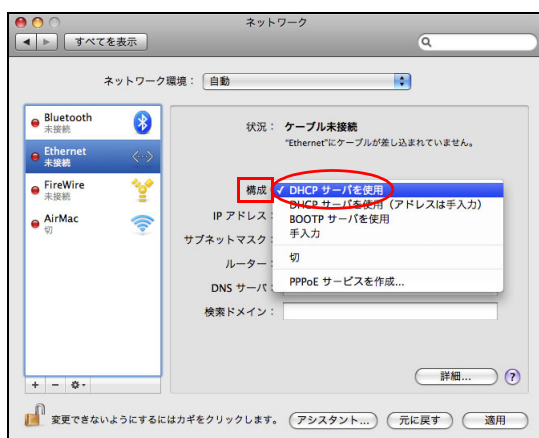 ネットワーク
すべてを表示
ネットワーク環境： 自動
Bluetooth
未接続
Ethernet
未接続
FireWire
未接続
AirMac
切
状況： ケーブル未接続
"Ethernet"にケーブルが差し込まれていません。
構成 ✓ DHCP サーバを使用
DHCP サーバを使用（アドレスは手入力）
BOOTP サーバを使用
手入力
切
PPPoE サービスを作成...
IP アドレス：
サブネットマスク：
ルーター：
DNS サーバ：
検索ドメイン：
詳細... ?
+ −
変更できないようにするにはカギをクリックします。 アシスタント... 元に戻す 適用